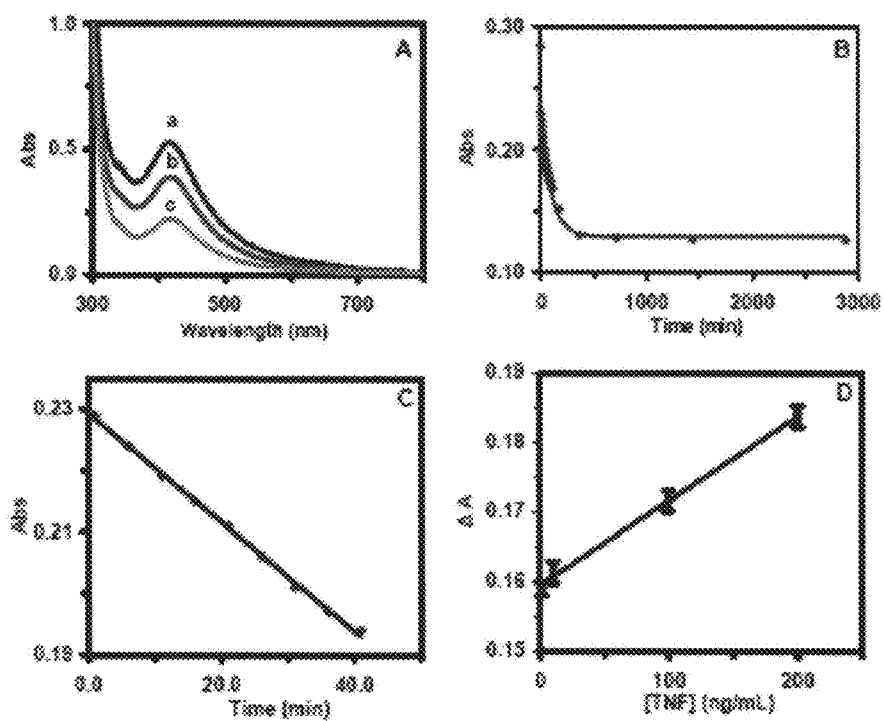 A
1.0
0.5
0.0
Abs
a
b
c
300
500
700
Wavelength (nm)
B
0.30
0.20
0.10
Abs
0
1000
2000
3000
Time (min)
C
0.23
0.21
0.19
Abs
0.0
20.0
40.0
Time (min)
D
0.19
0.18
0.17
0.16
0.15
Δ A
0
100
200
[TNF] (ng/mL)